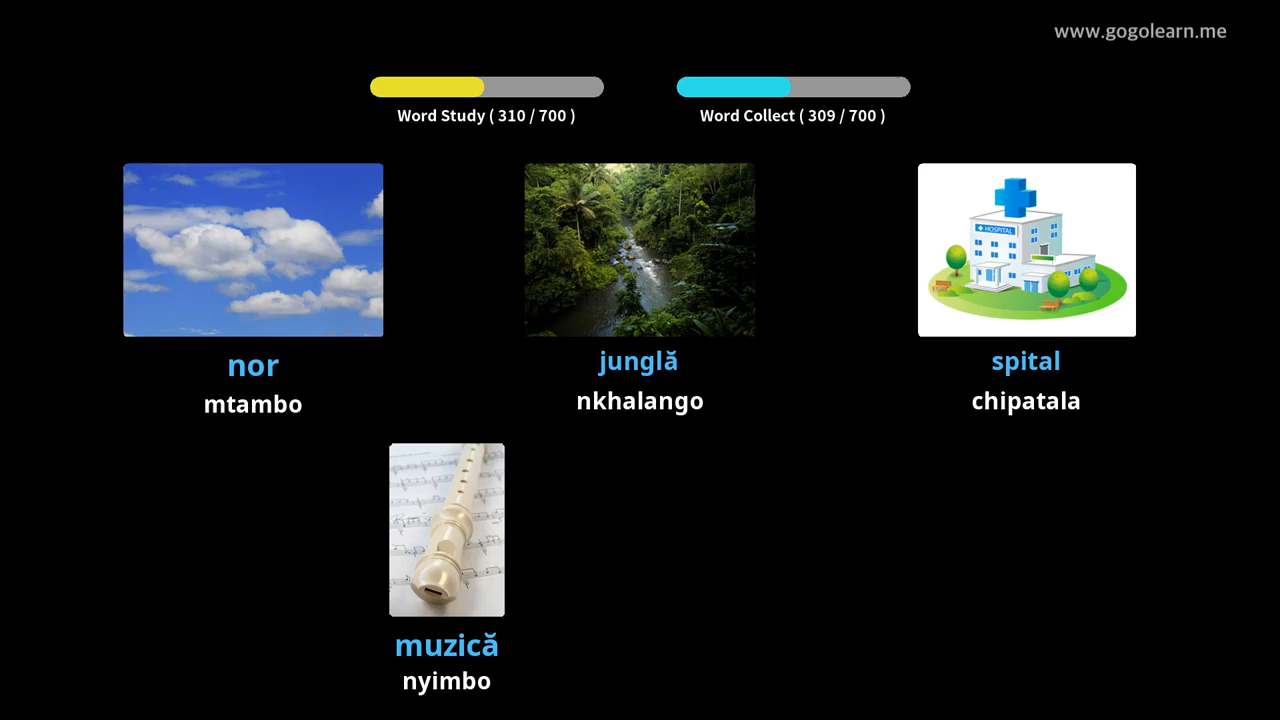 www.gogolearn.me
Word Study ( 310 / 700 )
Word Collect ( 309 / 700 )
HOSPITAL
nor
junglă
spital
mtambo
nkhalango
chipatala
muzică
nyimbo